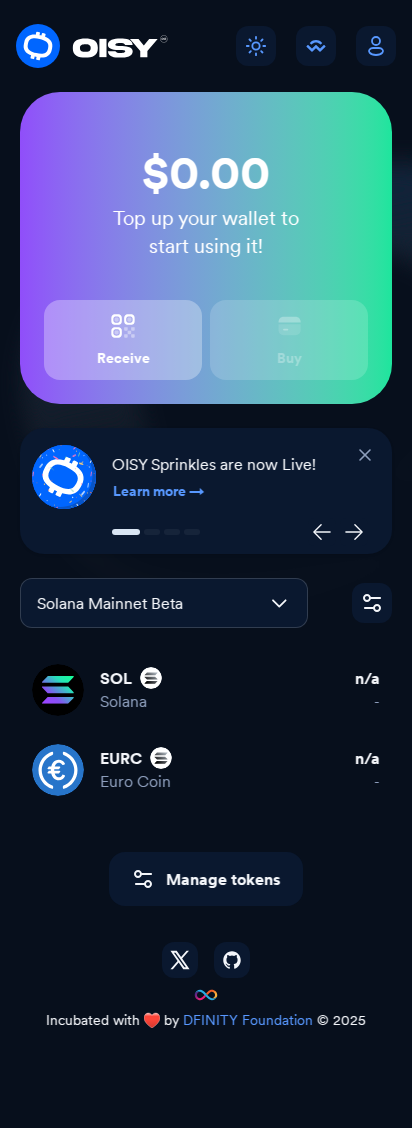 OISY
$0.00
Top up your wallet to
start using it!
Receive
Buy
OISY Sprinkles are now Live!
Learn more →
Solana Mainnet Beta
SOL
n/a
Solana
-
EURC
n/a
Euro Coin
-
Manage tokens
Incubated with ❤️ by DFINITY Foundation © 2025